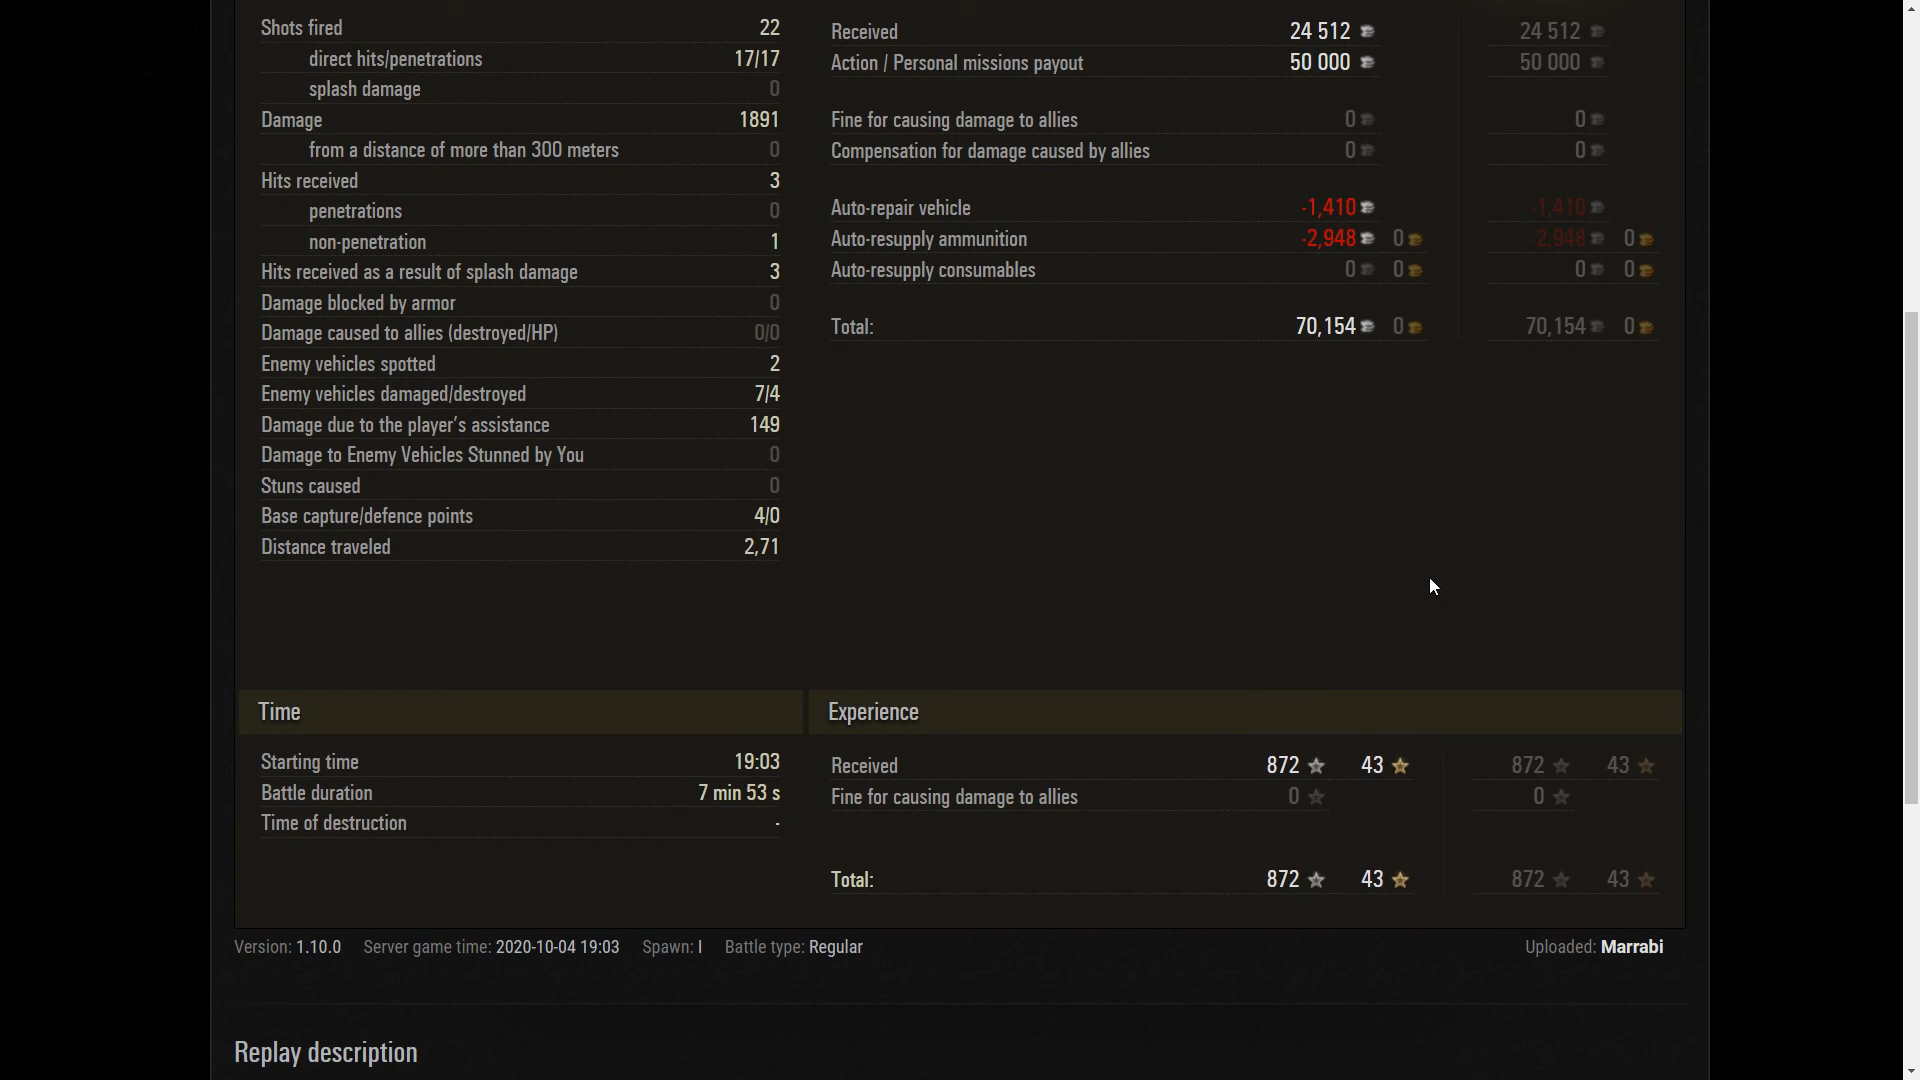 Shots fired 22
direct hits/penetrations 17/17
splash damage 0
Damage 1891
from a distance of more than 300 meters 0
Hits received 3
penetrations 0
non-penetration 1
Hits received as a result of splash damage 3
Damage blocked by armor 0
Damage caused to allies (destroyed/HP) 0/0
Enemy vehicles spotted 2
Enemy vehicles damaged/destroyed 7/4
Damage due to the player's assistance 149
Damage to Enemy Vehicles Stunned by You 0
Stuns caused 0
Base capture/defence points 4/0
Distance traveled 2,71
Received 24 512 24 512
Action / Personal missions payout 50 000 50 000
Fine for causing damage to allies 0 0
Compensation for damage caused by allies 0 0
Auto-repair vehicle -1,410 -1,410
Auto-resupply ammunition -2,948 0 -2,948 0
Auto-resupply consumables 0 0 0 0
Total: 70,154 0 70,154 0
Time
Starting time 19:03
Battle duration 7 min 53 s
Time of destruction -
Experience
Received 872 43 872 43
Fine for causing damage to allies 0 0
Total: 872 43 872 43
Version: 1.10.0 Server game time: 2020-10-04 19:03 Spawn: I Battle type: Regular Uploaded: Marrabi
Replay description